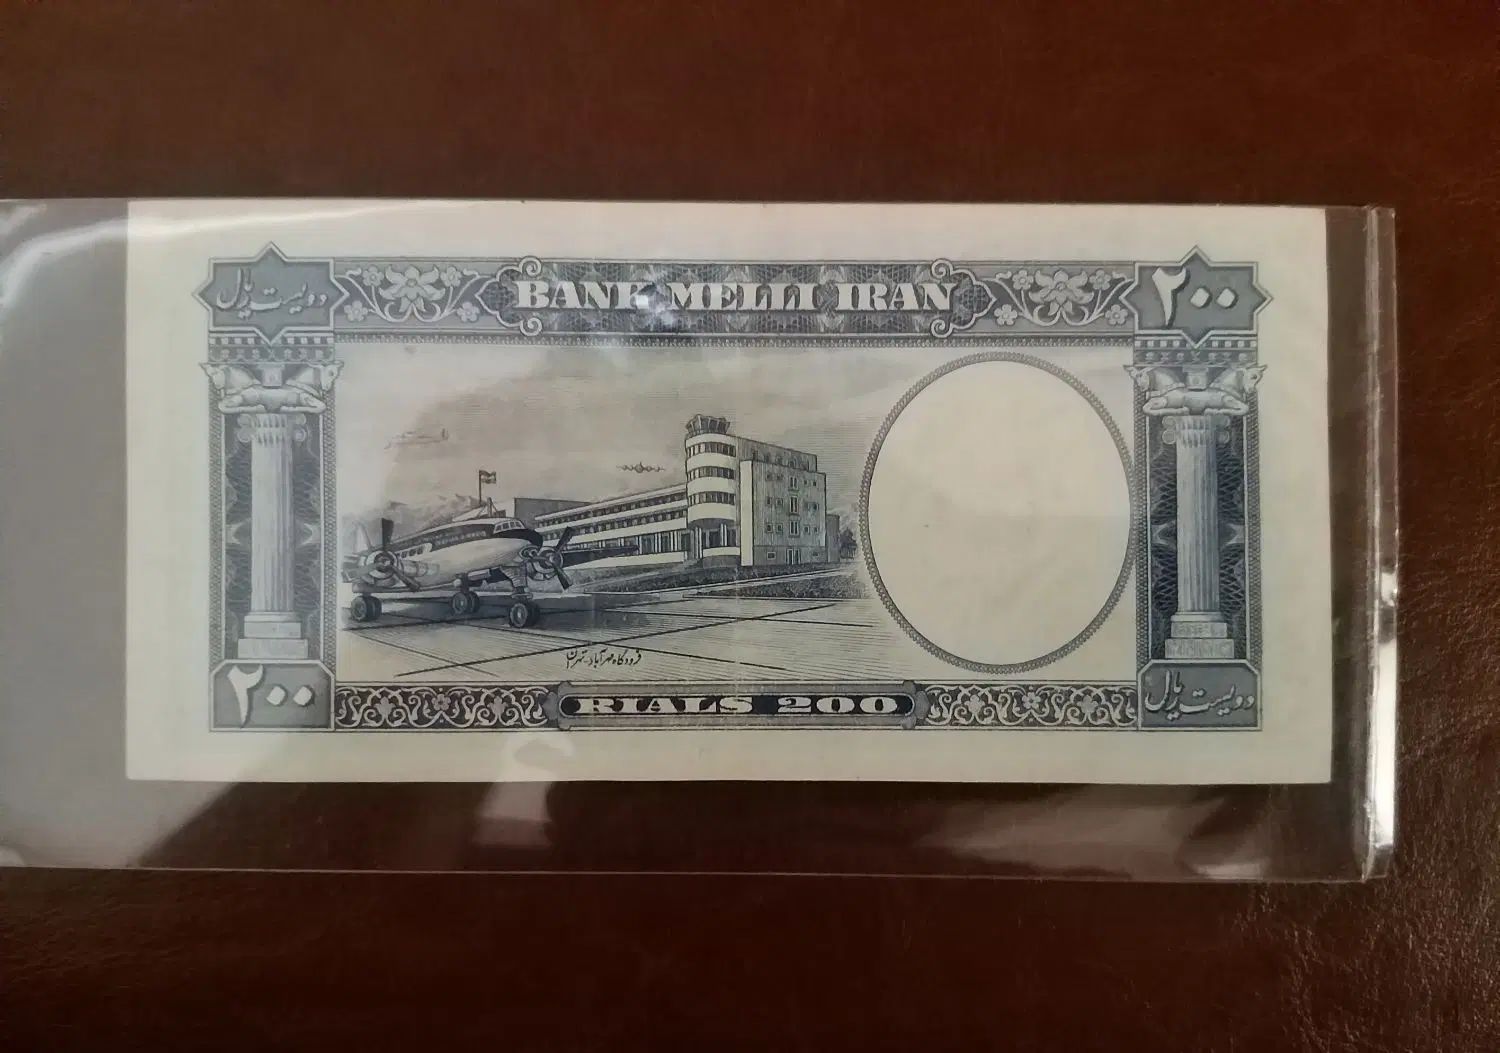 دویست ریال
BANK MELLI IRAN
۲۰۰
فرودگاه مهرآباد - تهران
۲۰۰
RIALS 200
دویست ریال